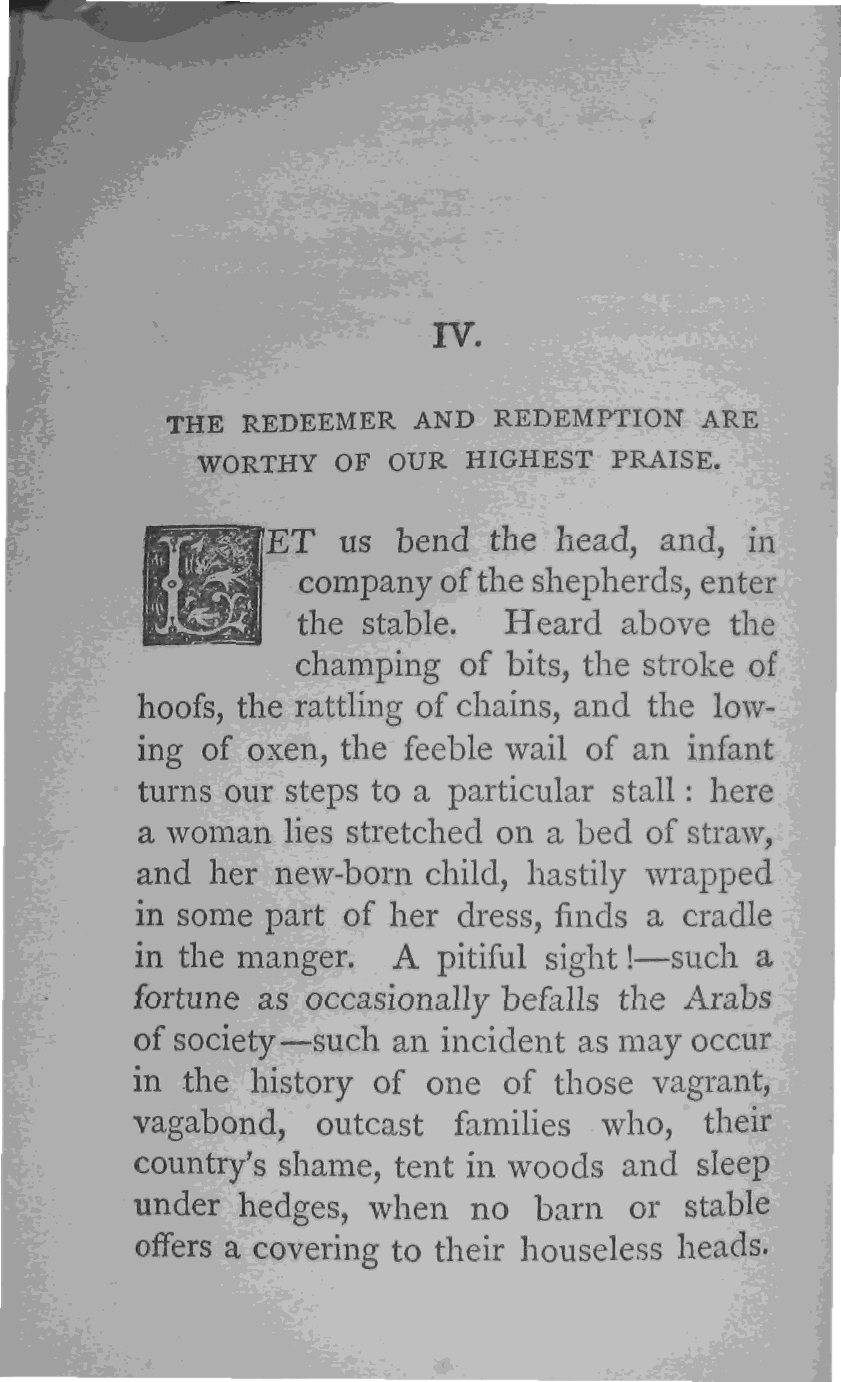 IV.
THE REDEEMER AND REDEMPTION ARE
WORTHY OF OUR HIGHEST PRAISE.
LET us bend the head, and, in
company of the shepherds, enter
the stable. Heard above the
champing of bits, the stroke of
hoofs, the rattling of chains, and the low-
ing of oxen, the feeble wail of an infant
turns our steps to a particular stall : here
a woman lies stretched on a bed of straw,
and her new-born child, hastily wrapped
in some part of her dress, finds a cradle
in the manger. A pitiful sight !—such a
fortune as occasionally befalls the Arabs
of society—such an incident as may occur
in the history of one of those vagrant,
vagabond, outcast families who, their
country's shame, tent in woods and sleep
under hedges, when no barn or stable
offers a covering to their houseless heads.